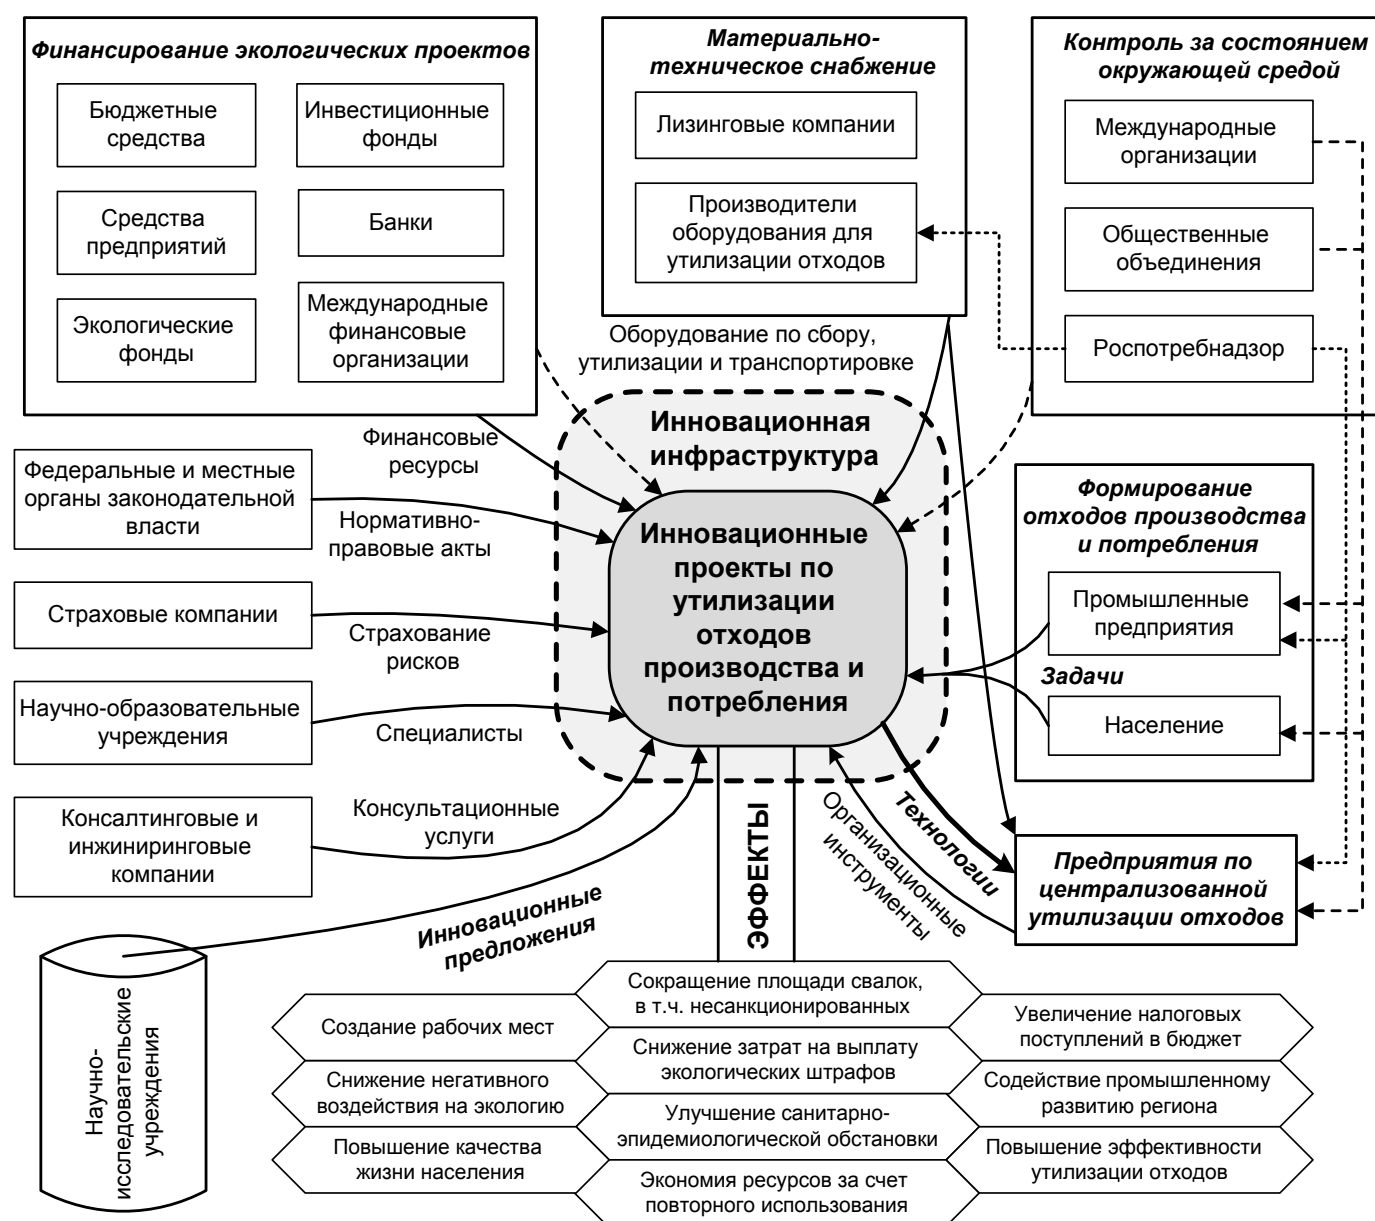 Финансирование экологических проектов
Бюджетные
средства
Инвестиционные
фонды
Средства
предприятий
Банки
Экологические
фонды
Международные
финансовые
организации
Материально-
техническое снабжение
Лизинговые компании
Производители
оборудования для
утилизации отходов
Контроль за состоянием
окружающей средой
Международные
организации
Общественные
объединения
Роспотребнадзор
Оборудование по сбору,
утилизации и транспортировке
Финансовые
ресурсы
Инновационная
инфраструктура
Федеральные и местные
органы законодательной
власти
Нормативно-
правовые акты
Инновационные
проекты по
утилизации
отходов
производства и
потребления
Формирование
отходов производства
и потребления
Промышленные
предприятия
Задачи
Население
Страховые компании
Страхование
рисков
Научно-образовательные
учреждения
Специалисты
Консалтинговые и
инжиниринговые
компании
Консультационные
услуги
Инновационные
предложения
ЭФФЕКТЫ
Организационные
инструменты
Технологии
Предприятия по
централизованной
утилизации отходов
Научно-
исследовательские
учреждения
Создание рабочих мест
Сокращение площади свалок,
в т.ч. несанкционированных
Увеличение налоговых
поступлений в бюджет
Снижение затрат на выплату
экологических штрафов
Снижение негативного
воздействия на экологию
Содействие промышленному
развитию региона
Улучшение санитарно-
эпидемиологической обстановки
Повышение качества
жизни населения
Повышение эффективности
утилизации отходов
Экономия ресурсов за счет
повторного использования